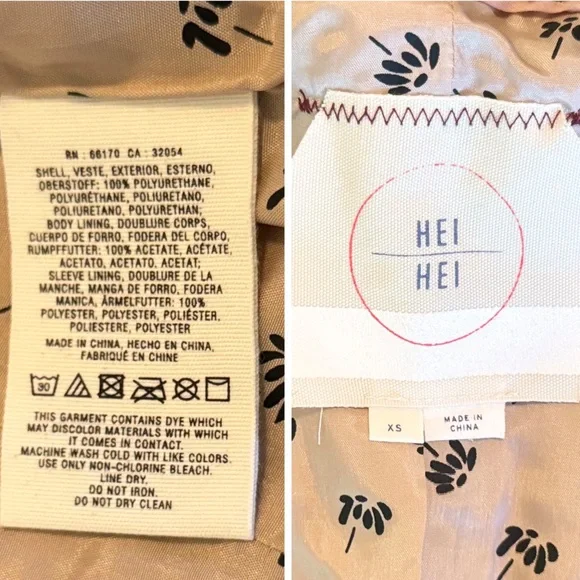 RN : 66170 CA : 32054
SHELL, VESTE, EXTERIOR, ESTERNO,
OBERSTOFF: 100% POLYURETHANE,
POLYURÉTHANE, POLIURETANO,
POLIURETANO, POLYURETHAN;
BODY LINING, DOUBLURE CORPS,
CUERPO DE FORRO, FODERA DEL CORPO,
RUMPFFUTTER: 100% ACETATE, ACÉTATE,
ACETATO, ACETATO, ACETAT;
SLEEVE LINING, DOUBLURE DE LA
MANCHE, MANGA DE FORRO, FODERA
MANICA, ÄRMELFUTTER: 100%
POLYESTER, POLYESTER, POLIÉSTER,
POLIESTERE, POLYESTER
MADE IN CHINA, HECHO EN CHINA,
FABRIQUÉ EN CHINE
30
THIS GARMENT CONTAINS DYE WHICH
MAY DISCOLOR MATERIALS WITH WHICH
IT COMES IN CONTACT.
MACHINE WASH COLD WITH LIKE COLORS.
USE ONLY NON-CHLORINE BLEACH.
LINE DRY.
DO NOT IRON.
DO NOT DRY CLEAN
HEI
HEI
XS
MADE IN
CHINA